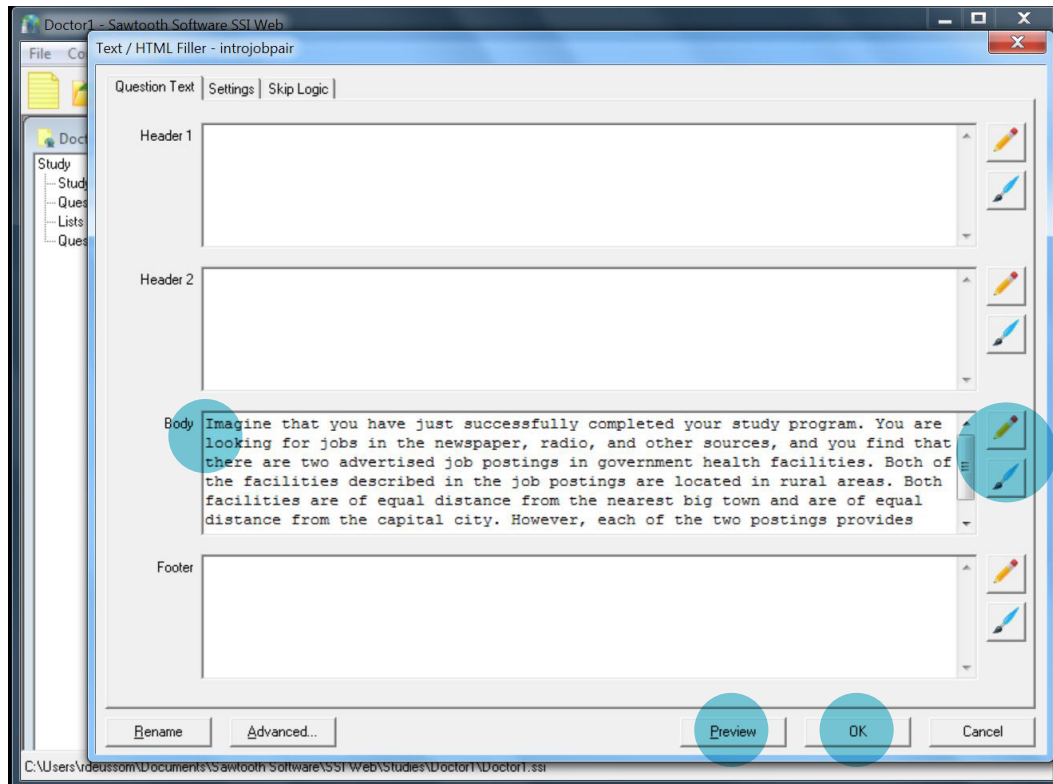 Doctor1 - Sawtooth Software SSI Web
File Co
Text / HTML Filler - introjobpair
Question Text Settings Skip Logic
Doct
Study
Stud
Ques
Lists
Ques
Header 1
Header 2
Body
Imagine that you have just successfully completed your study program. You are
looking for jobs in the newspaper, radio, and other sources, and you find that
there are two advertised job postings in government health facilities. Both of
the facilities described in the job postings are located in rural areas. Both
facilities are of equal distance from the nearest big town and are of equal
distance from the capital city. However, each of the two postings provides
Footer
Rename Advanced... Preview OK Cancel
C:\Users\rdeussom\Documents\Sawtooth Software\SSI Web\Studies\Doctor1\Doctor1.ssi